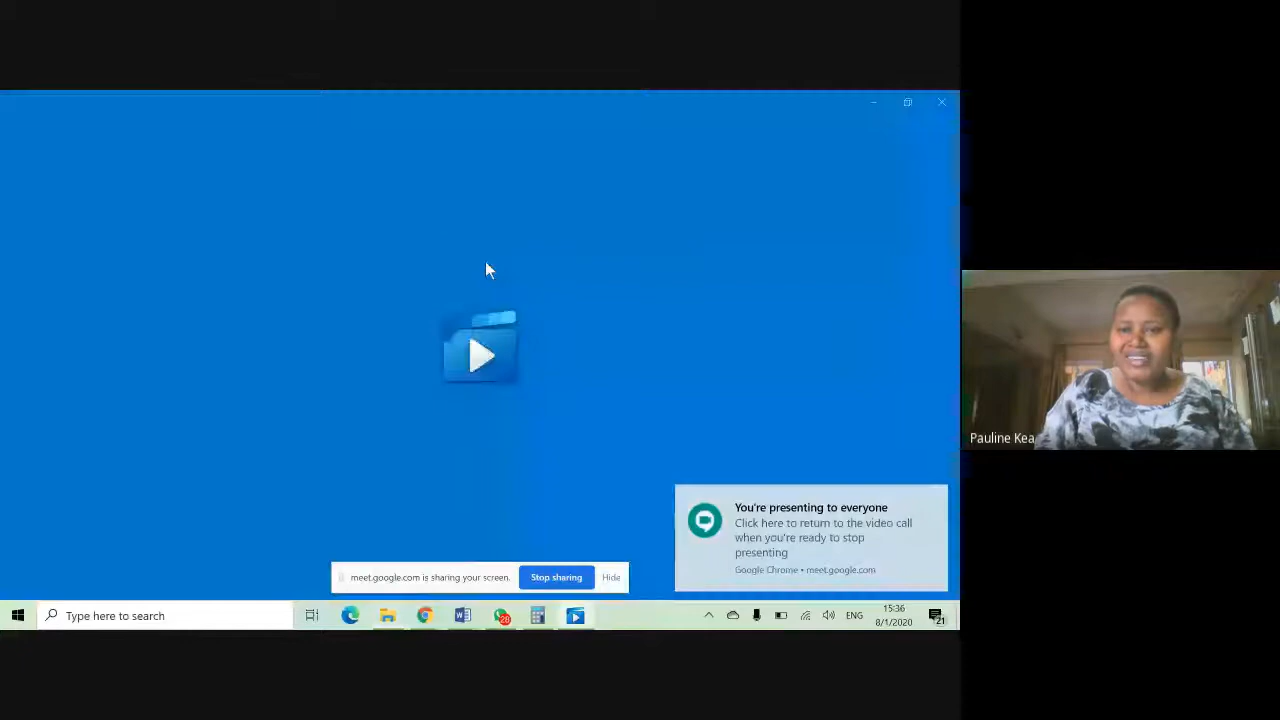 You're presenting to everyone
Click here to return to the video call
when you're ready to stop
presenting
Google Chrome • meet.google.com
meet.google.com is sharing your screen.
Stop sharing
Hide
Pauline Kea
Type here to search
28
ENG
15:36
8/1/2020
21